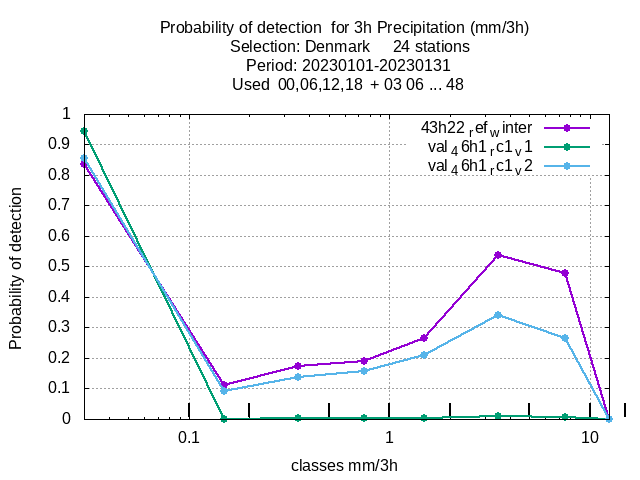 Probability of detection  for 3h Precipitation (mm/3h)
Selection: Denmark     24 stations
Period: 20230101-20230131
Used  00,06,12,18  + 03 06 ... 48
43h22_ref_winter
val_46h1_rc1_v1
val_46h1_rc1_v2
1
0.9
0.8
0.7
0.6
0.5
0.4
0.3
0.2
0.1
0
Probability of detection
0.1 1 10
classes mm/3h